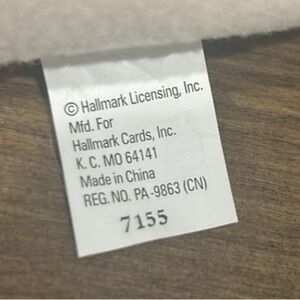 © Hallmark Licensing, Inc.
Mfd. For
Hallmark Cards, Inc.
K. C. MO 64141
Made in China
REG. NO. PA-9863 (CN)
7155